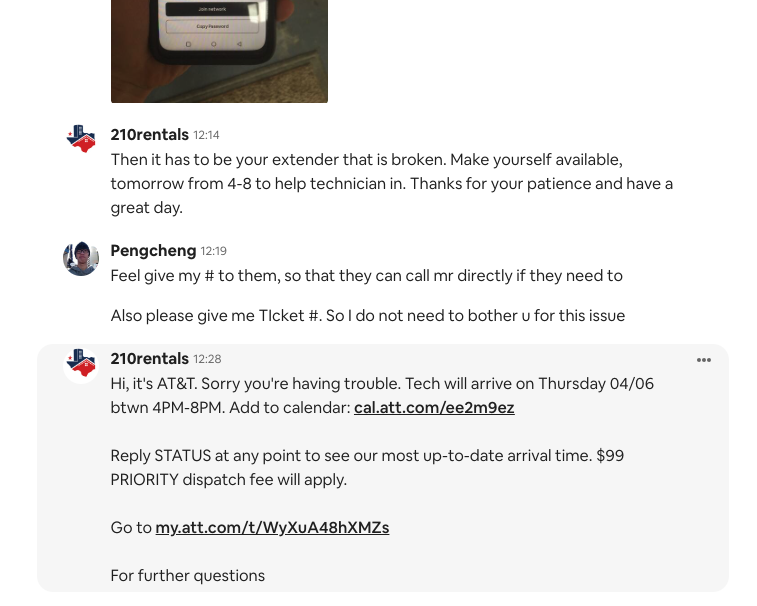 Join network
Copy Password
210rentals 12:14
Then it has to be your extender that is broken. Make yourself available,
tomorrow from 4-8 to help technician in. Thanks for your patience and have a
great day.
Pengcheng 12:19
Feel give my # to them, so that they can call mr directly if they need to
Also please give me TIcket #. So I do not need to bother u for this issue
210rentals 12:28
Hi, it's AT&T. Sorry you're having trouble. Tech will arrive on Thursday 04/06
btwn 4PM-8PM. Add to calendar: cal.att.com/ee2m9ez
Reply STATUS at any point to see our most up-to-date arrival time. $99
PRIORITY dispatch fee will apply.
Go to my.att.com/t/WyXuA48hXMZs
For further questions